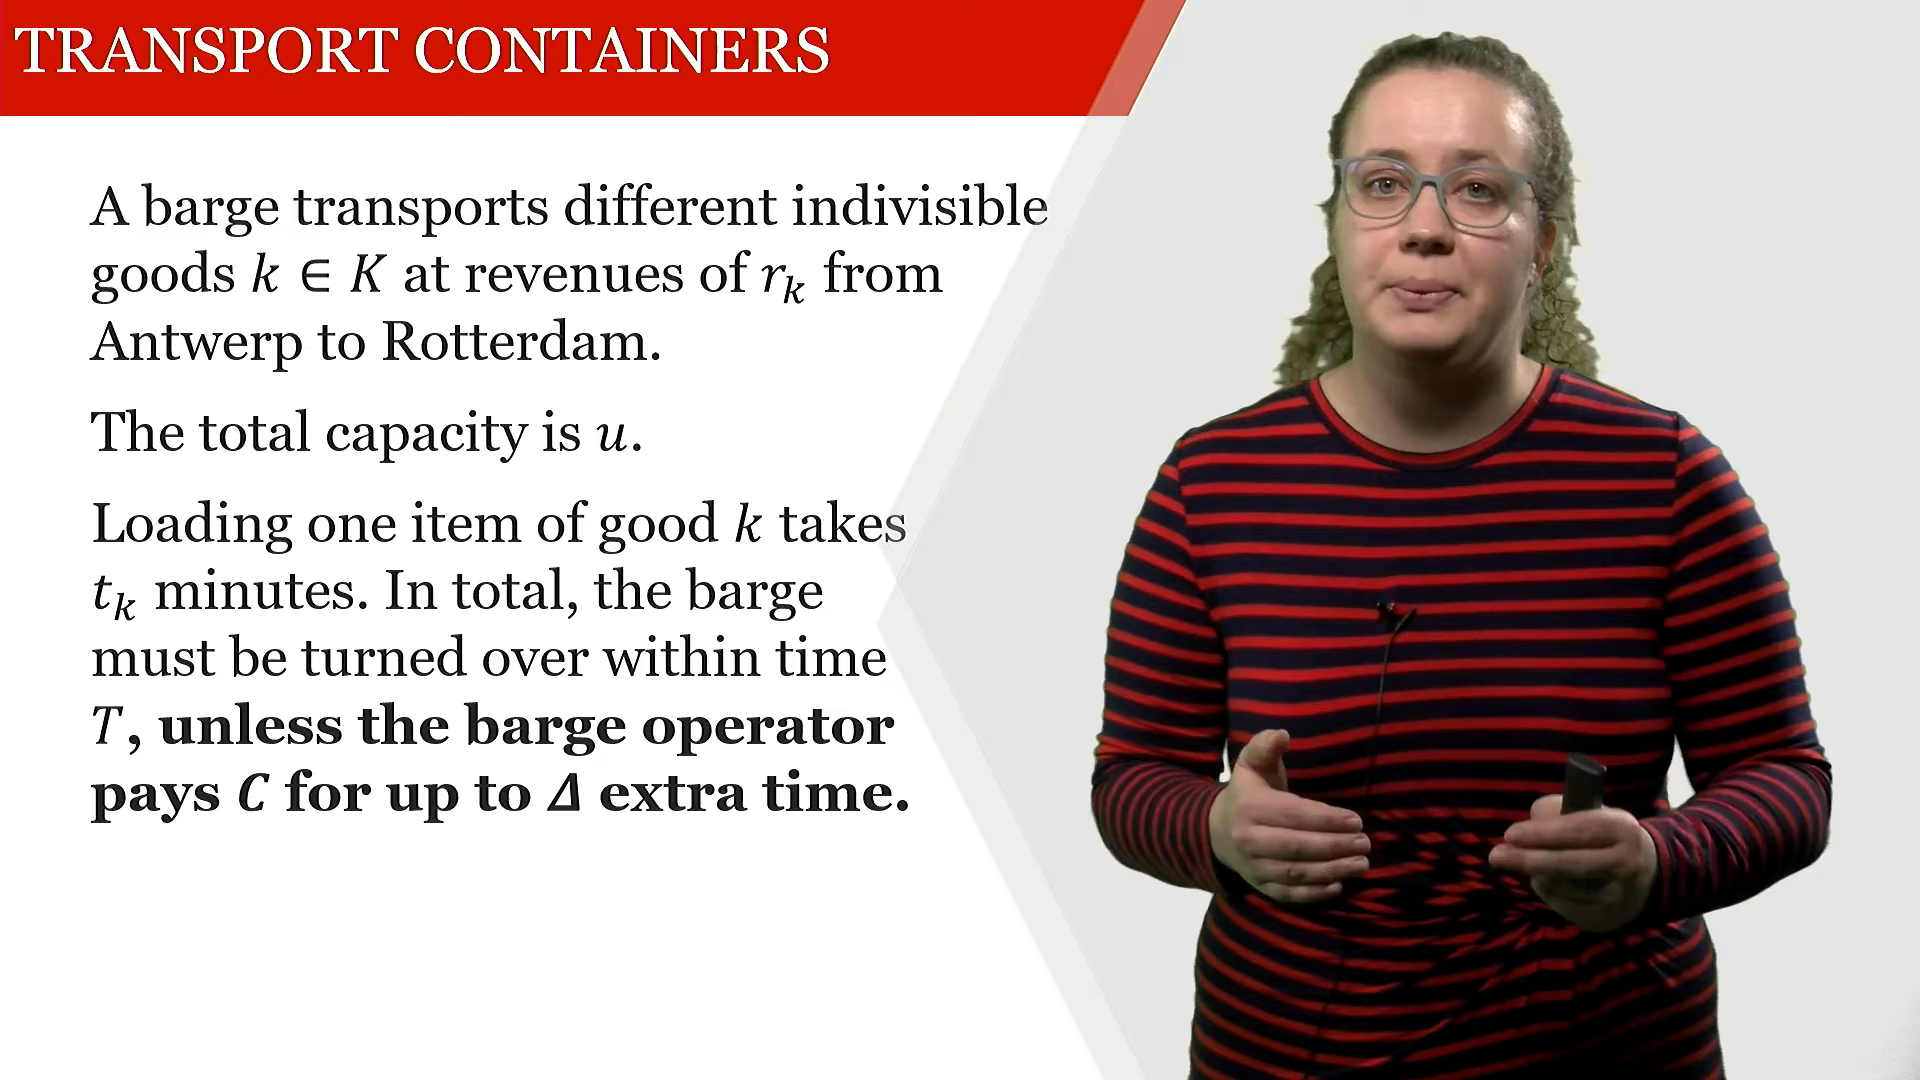 TRANSPORT CONTAINERS
A barge transports different indivisible
goods k ∈ K at revenues of rₖ from
Antwerp to Rotterdam.
The total capacity is u.
Loading one item of good k takes
tₖ minutes. In total, the barge
must be turned over within time
T, unless the barge operator
pays C for up to Δ extra time.